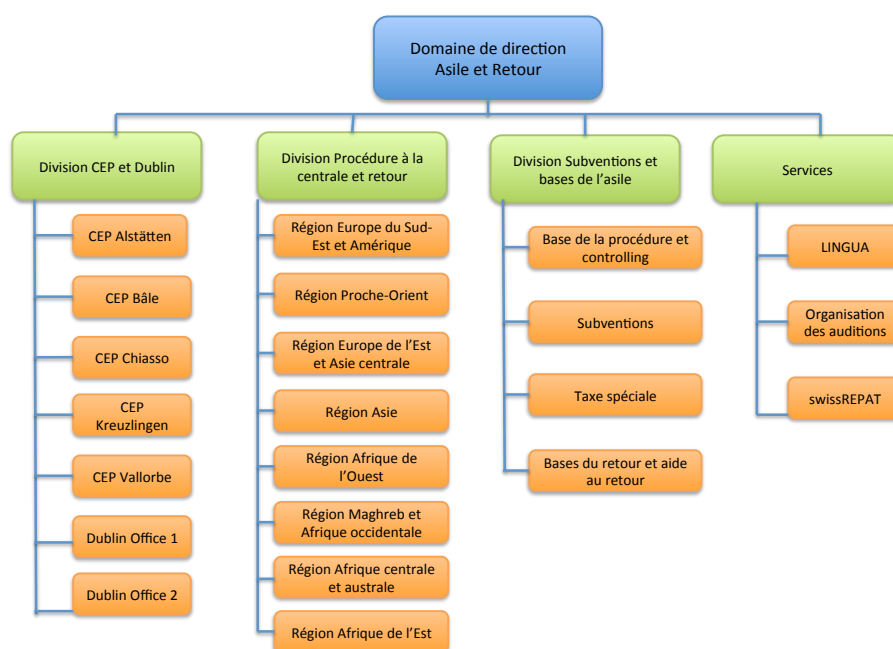 Domaine de direction
Asile et Retour
Division CEP et Dublin
CEP Alstätten
CEP Bâle
CEP Chiasso
CEP
Kreuzlingen
CEP Vallorbe
Dublin Office 1
Dublin Office 2
Division Procédure à la
centrale et retour
Région Europe du Sud-
Est et Amérique
Région Proche-Orient
Région Europe de l'Est
et Asie centrale
Région Asie
Région Afrique de
l'Ouest
Région Maghreb et
Afrique occidentale
Région Afrique centrale
et australe
Région Afrique de l'Est
Division Subventions et
bases de l'asile
Base de la procédure et
controlling
Subventions
Taxe spéciale
Bases du retour et aide
au retour
Services
LINGUA
Organisation
des auditions
swissREPAT